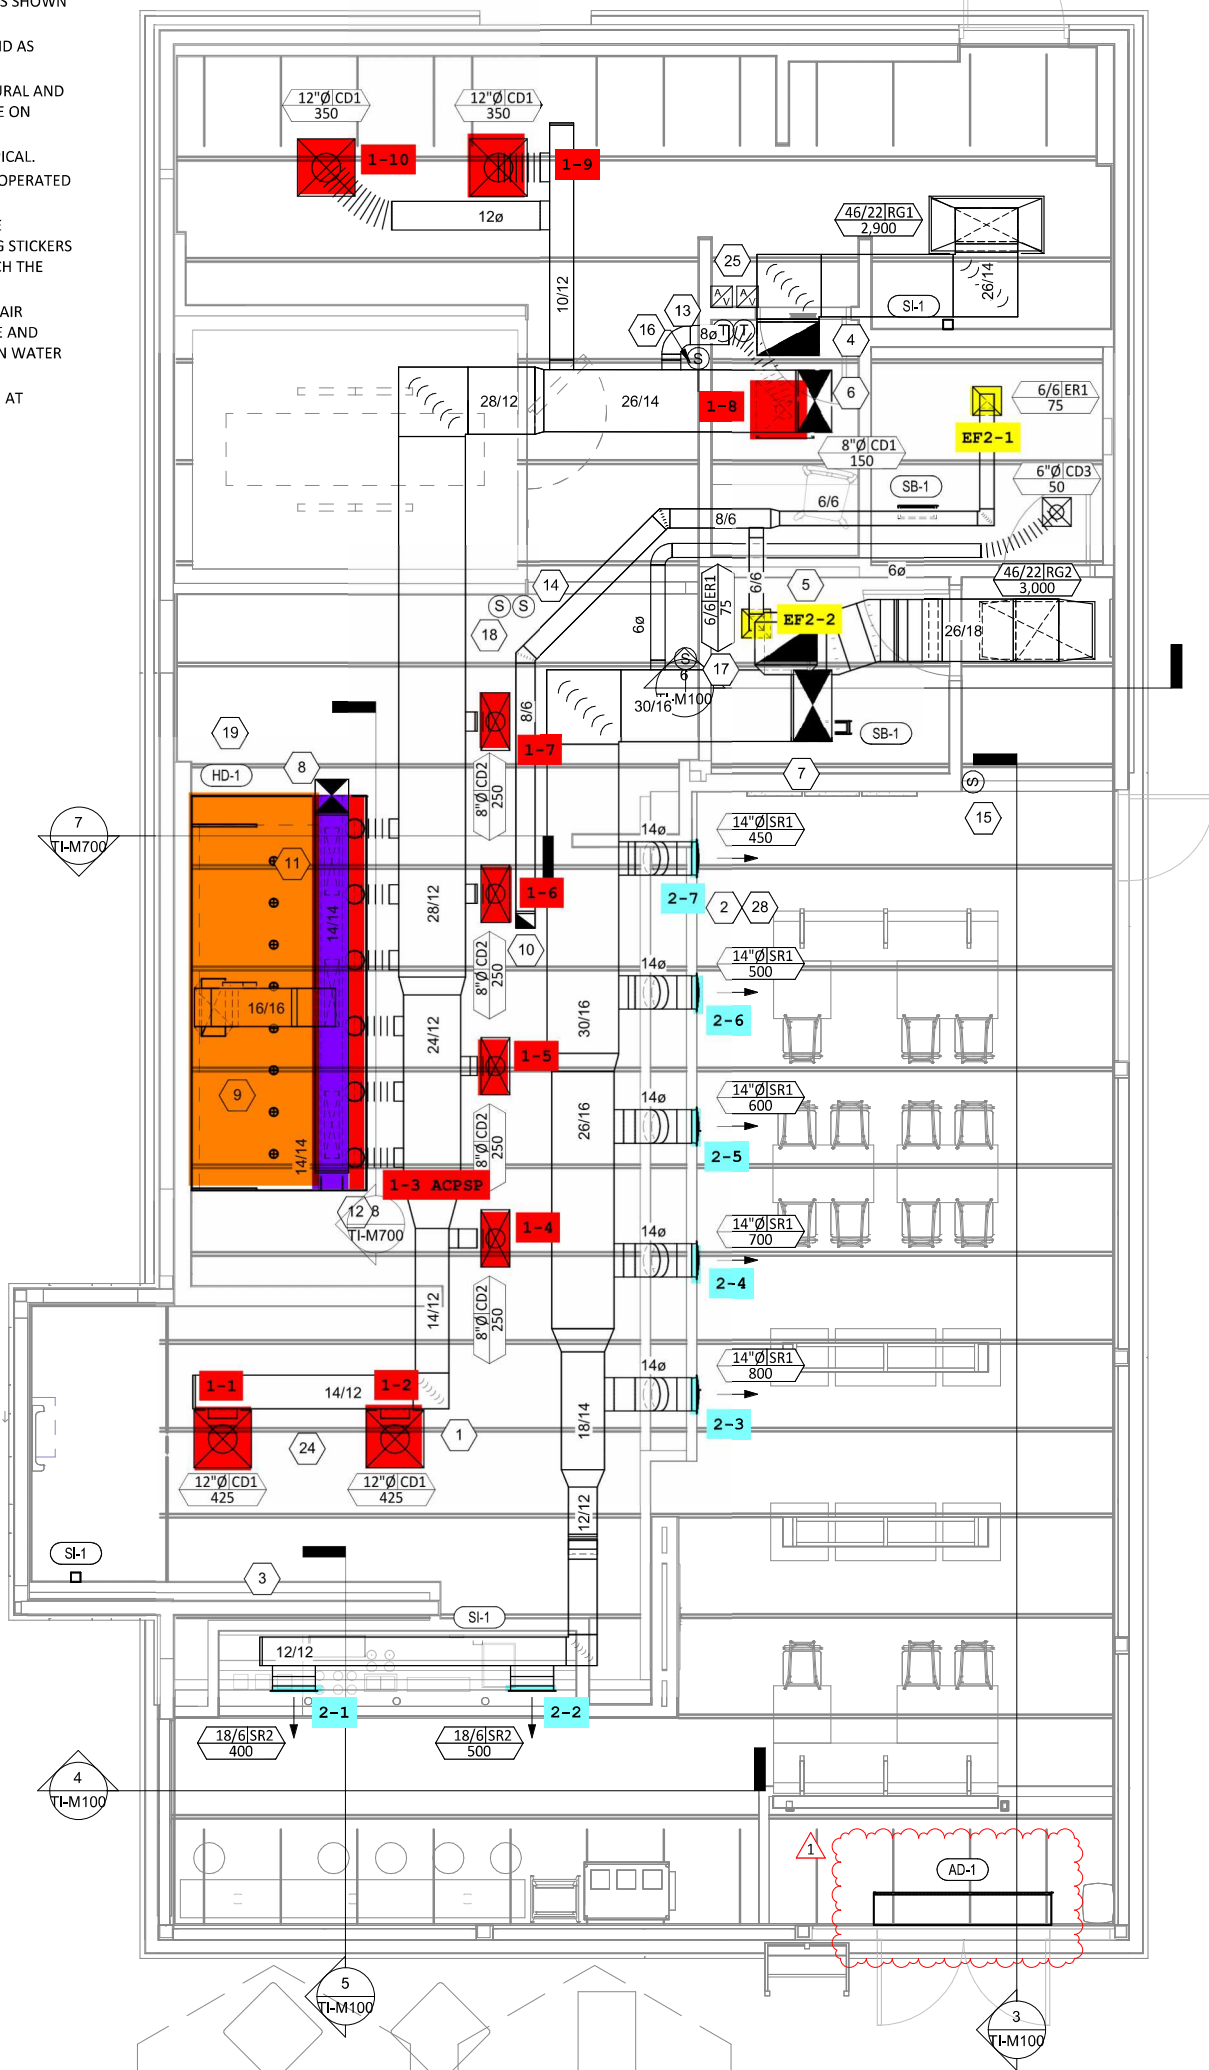 S SHOWN
ID AS
URAL AND
E ON
PICAL.
OPERATED
E
G STICKERS
CH THE
AIR
E AND
N WATER
AT
12"Ø CD1
350
12"Ø CD1
350
1-10
1-9
12ø
10/12
46/22 RG1
2,900
26/14
25
A/V
A/V
SI-1
13
16
8ø
T
T
S
4
6
28/12
26/14
1-8
6/6 ER1
75
EF2-1
8"Ø CD1
150
6"Ø CD3
50
SB-1
6/6
8/6
6ø
14
6/6
5
46/22 RG2
3,000
S
S
18
6ø
6/6 ER1
75
EF2-2
26/18
S
17
6
TI-M100
30/16
8/6
19
HD-1
8
1-7
SB-1
7
S
15
8"Ø CD2
250
7
TI-M700
14ø
14"Ø SR1
450
11
14/14
28/12
1-6
2-7
2
28
10
8"Ø CD2
250
14ø
14"Ø SR1
500
16/16
24/12
30/16
2-6
1-5
9
14ø
14"Ø SR1
600
26/16
8"Ø CD2
250
2-5
14/14
1-3 ACPSP
12
8
TI-M700
1-4
14ø
14"Ø SR1
700
2-4
14/12
8"Ø CD2
250
14ø
14"Ø SR1
800
1-1
14/12
1-2
2-3
18/14
24
1
12"Ø CD1
425
12"Ø CD1
425
12/12
SI-1
3
SI-1
12/12
2-1
2-2
18/6 SR2
400
18/6 SR2
500
4
TI-M100
1
AD-1
5
TI-M100
3
TI-M100